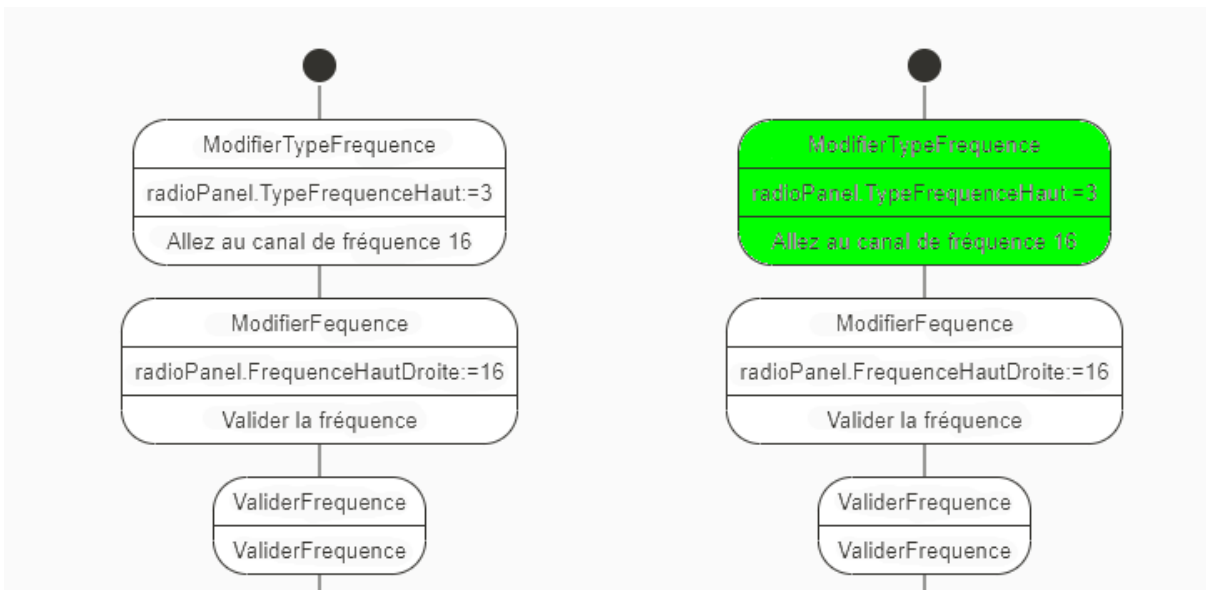 ModifierTypeFrequence
radioPanel.TypeFrequenceHaut:=3
Allez au canal de fréquence 16
ModifierFequence
radioPanel.FrequenceHautDroite:=16
Valider la fréquence
ValiderFrequence
ValiderFrequence
ModifierTypeFrequence
radioPanel.TypeFrequenceHaut:=3
Allez au canal de fréquence 16
ModifierFequence
radioPanel.FrequenceHautDroite:=16
Valider la fréquence
ValiderFrequence
ValiderFrequence